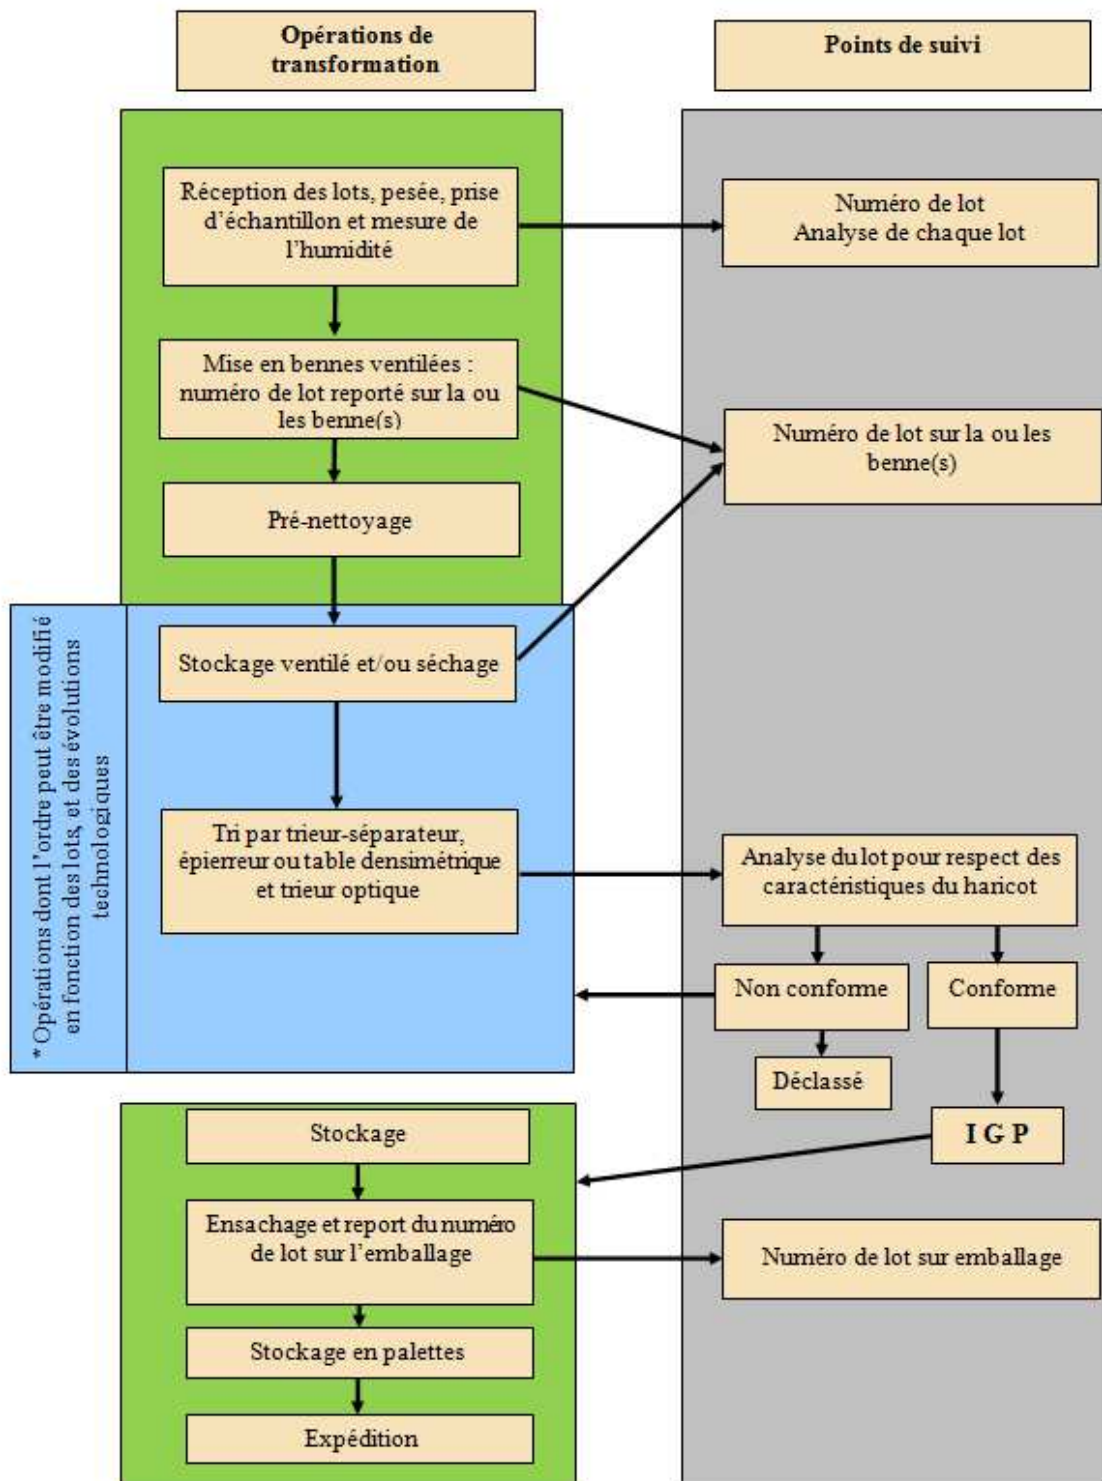 Opérations de
transformation
Points de suivi
Réception des lots, pesée, prise
d'échantillon et mesure de
l'humidité
Numéro de lot
Analyse de chaque lot
Mise en bennes ventilées :
numéro de lot reporté sur la ou
les benne(s)
Numéro de lot sur la ou les
benne(s)
Pré-nettoyage
* Opérations dont l'ordre peut être modifié
en fonction des lots, et des évolutions
technologiques
Stockage ventilé et/ou séchage
Tri par trieur-séparateur,
épierreur ou table densimétrique
et trieur optique
Analyse du lot pour respect des
caractéristiques du haricot
Non conforme
Conforme
Déclassé
I G P
Stockage
Ensachage et report du numéro
de lot sur l'emballage
Numéro de lot sur emballage
Stockage en palettes
Expédition